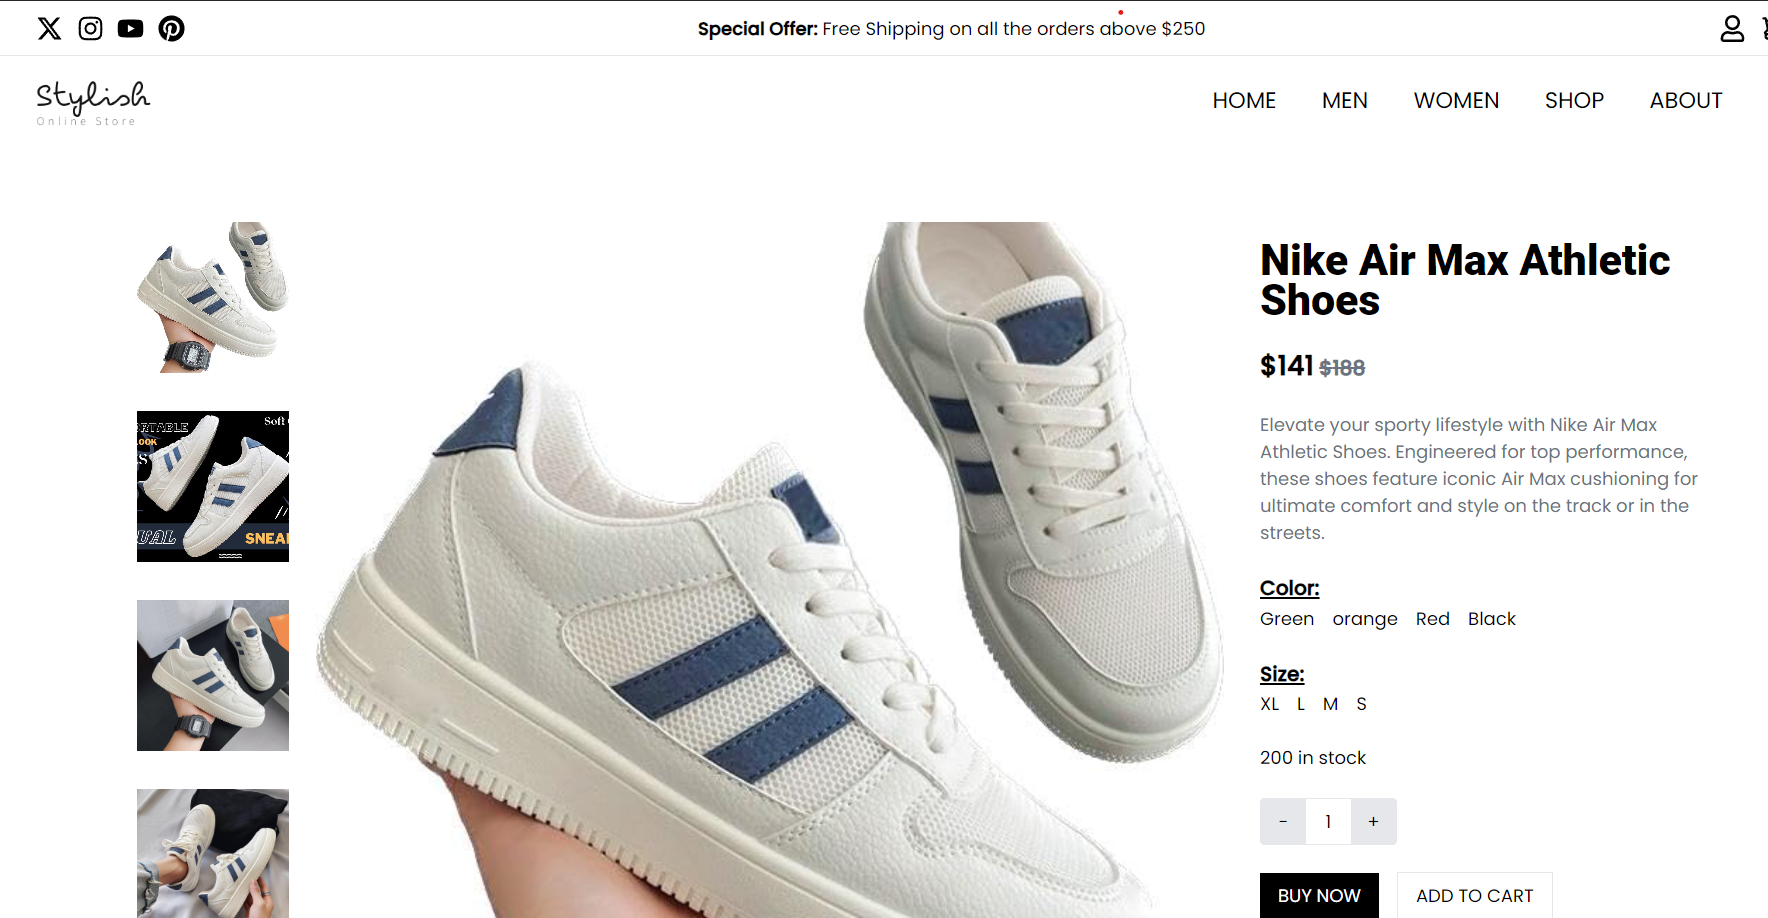 Special Offer: Free Shipping on all the orders above $250
Stylish
Online Store
HOME MEN WOMEN SHOP ABOUT
Nike Air Max Athletic
Shoes
$141 $188
Elevate your sporty lifestyle with Nike Air Max
Athletic Shoes. Engineered for top performance,
these shoes feature iconic Air Max cushioning for
ultimate comfort and style on the track or in the
streets.
Color:
Green orange Red Black
Size:
XL L M S
200 in stock
- 1 +
BUY NOW ADD TO CART
RTABLE
OOK
Soft
UAL
SNEA